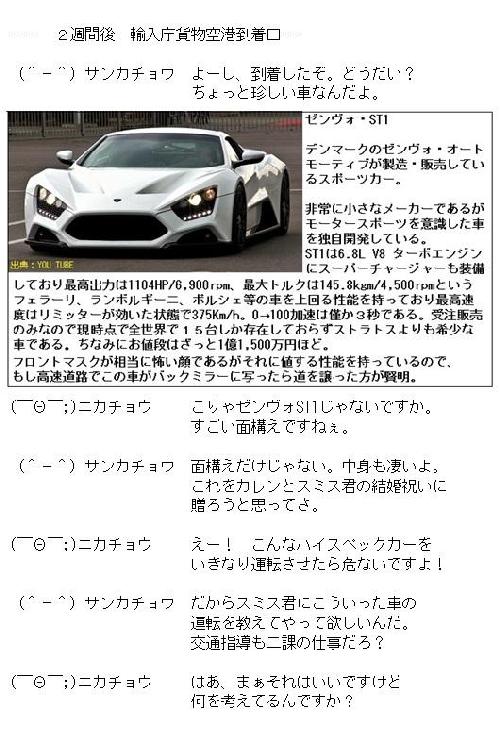 ２週間後　輸入庁貨物空港到着口
（＾－＾）サンカチョウ　よーし、到着したぞ。どうだい？
ちょっと珍しい車なんだよ。
ゼンヴォ・ST1
デンマークのゼンヴォ・オート
モーティブが製造・販売してい
るスポーツカー。
非常に小さなメーカーであるが
モータースポーツを意識した車
を独自開発している。
ST1は6.8L V8 ターボエンジン
にスーパーチャージャーも装備
出典：YOU TUBE
しており最高出力は1104HP/6,900rpm、最大トルクは145.8kgm/4,500rpmという
フェラーリ、ランボルギーニ、ポルシェ等の車を上回る性能を持っており最高速
度はリミッターが効いた状態で375Km/h。0→100加速は僅か３秒である。受注販売
のみなので現時点で全世界で１５台しか存在しておらずストラトスよりも希少な
車である。ちなみにお値段はざっと1億1,500万円ほど。
フロントマスクが相当に怖い顔であるがそれに値する性能を持っているので、
もし高速道路でこの車がバックミラーに写ったら道を譲った方が賢明。
(￣Θ￣;)ニカチョウ　こりゃゼンヴォST1じゃないですか。
すごい面構えですねぇ。
（＾－＾）サンカチョウ　面構えだけじゃない。中身も凄いよ。
これをカレンとスミス君の結婚祝いに
贈ろうと思ってさ。
(￣Θ￣;)ニカチョウ　えー！　こんなハイスペックカーを
いきなり運転させたら危ないですよ！
（＾－＾）サンカチョウ　だからスミス君にこういった車の
運転を教えてやって欲しいんだ。
交通指導も二課の仕事だろ？
(￣Θ￣;)ニカチョウ　はあ、まぁそれはいいですけど
何を考えてるんですか？